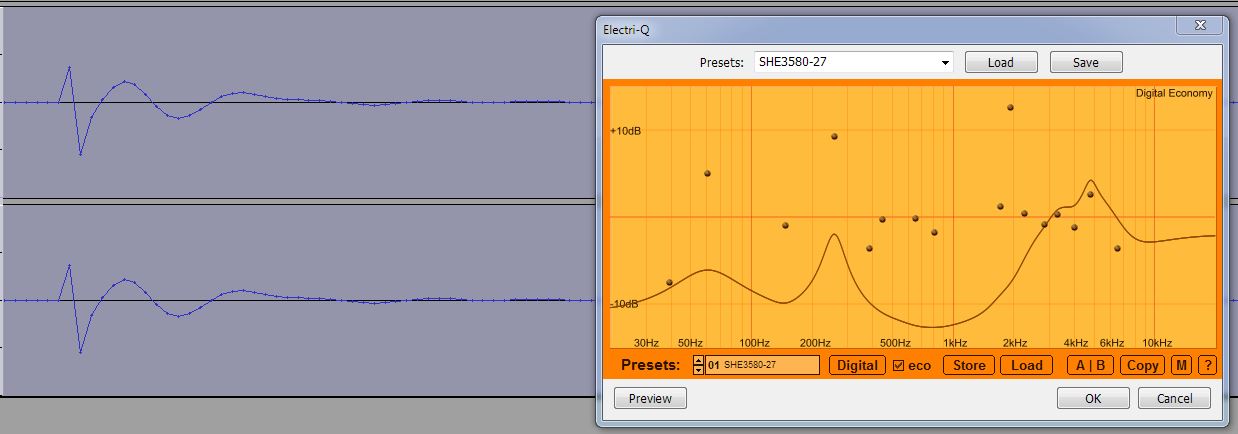 Electri-Q
Presets: SHE3580-27 Load Save
Digital Economy
+10dB
-10dB
30Hz 50Hz 100Hz 200Hz 500Hz 1kHz 2kHz 4kHz 6kHz 10kHz
Presets: 01 SHE3580-27 Digital eco Store Load A | B Copy M ?
Preview OK Cancel